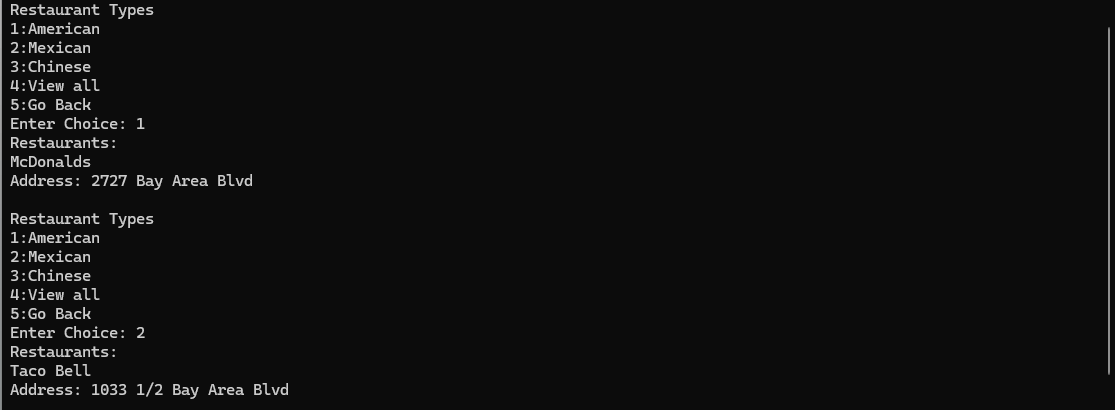 Restaurant Types
1:American
2:Mexican
3:Chinese
4:View all
5:Go Back
Enter Choice: 1
Restaurants:
McDonalds
Address: 2727 Bay Area Blvd
Restaurant Types
1:American
2:Mexican
3:Chinese
4:View all
5:Go Back
Enter Choice: 2
Restaurants:
Taco Bell
Address: 1033 1/2 Bay Area Blvd